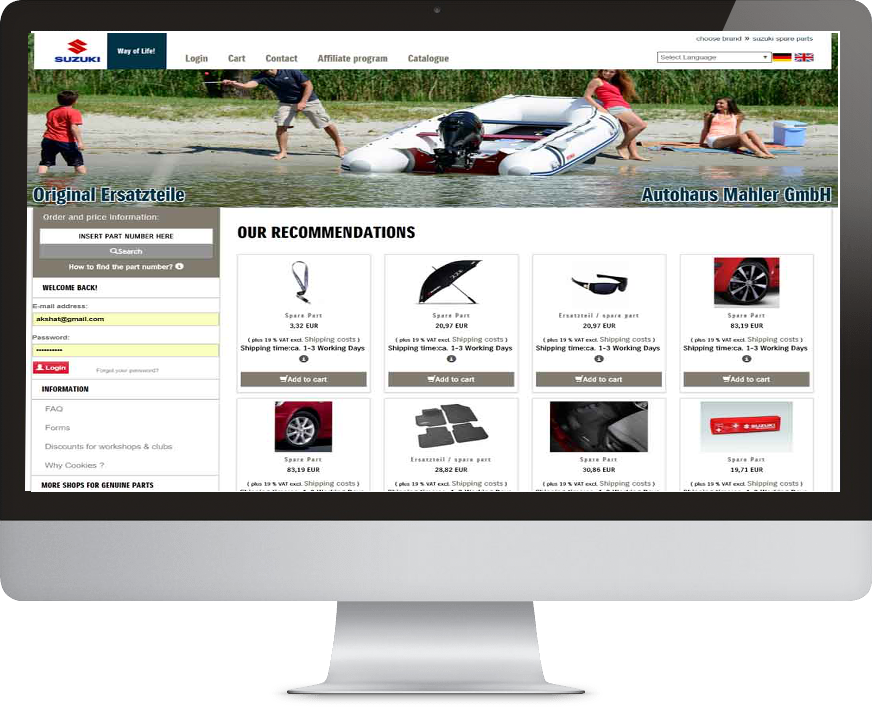 choose brand » suzuki spare parts
SUZUKI
Way of Life!
Login Cart Contact Affiliate program Catalogue
Select Language
Original Ersatzteile
Autohaus Mahler GmbH
Order and price information:
INSERT PART NUMBER HERE
Search
How to find the part number?
WELCOME BACK!
E-mail address:
akshat@gmail.com
Password:
Login
Forgot your password?
INFORMATION
FAQ
Forms
Discounts for workshops & clubs
Why Cookies ?
MORE SHOPS FOR GENUINE PARTS
OUR RECOMMENDATIONS
Spare Part
3,32 EUR
( plus 19 % VAT excl. Shipping costs )
Shipping time:ca. 1-3 Working Days
Add to cart
Spare Part
20,97 EUR
( plus 19 % VAT excl. Shipping costs )
Shipping time:ca. 1-3 Working Days
Add to cart
Ersatzteil / spare part
20,97 EUR
( plus 19 % VAT excl. Shipping costs )
Shipping time:ca. 1-3 Working Days
Add to cart
Spare Part
83,19 EUR
( plus 19 % VAT excl. Shipping costs )
Shipping time:ca. 1-3 Working Days
Add to cart
Spare Part
83,19 EUR
( plus 19 % VAT excl. Shipping costs )
Ersatzteil / spare part
28,82 EUR
( plus 19 % VAT excl. Shipping costs )
Spare Part
30,86 EUR
( plus 19 % VAT excl. Shipping costs )
SUZUKI
Spare Part
19,71 EUR
( plus 19 % VAT excl. Shipping costs )